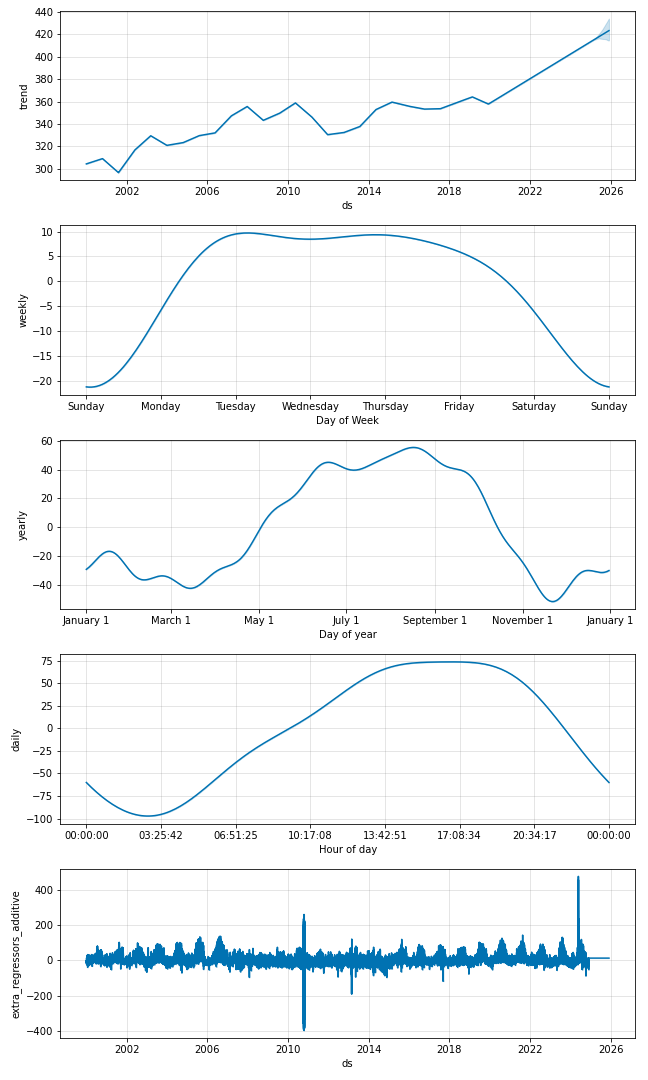 440
420
400
380
360
340
320
300
trend
2002 2006 2010 2014 2018 2022 2026
ds
10
5
0
−5
−10
−15
−20
weekly
Sunday Monday Tuesday Wednesday Thursday Friday Saturday Sunday
Day of Week
60
40
20
0
−20
−40
yearly
January 1 March 1 May 1 July 1 September 1 November 1 January 1
Day of year
75
50
25
0
−25
−50
−75
−100
daily
00:00:00 03:25:42 06:51:25 10:17:08 13:42:51 17:08:34 20:34:17 00:00:00
Hour of day
400
200
0
−200
−400
extra_regressors_additive
2002 2006 2010 2014 2018 2022 2026
ds